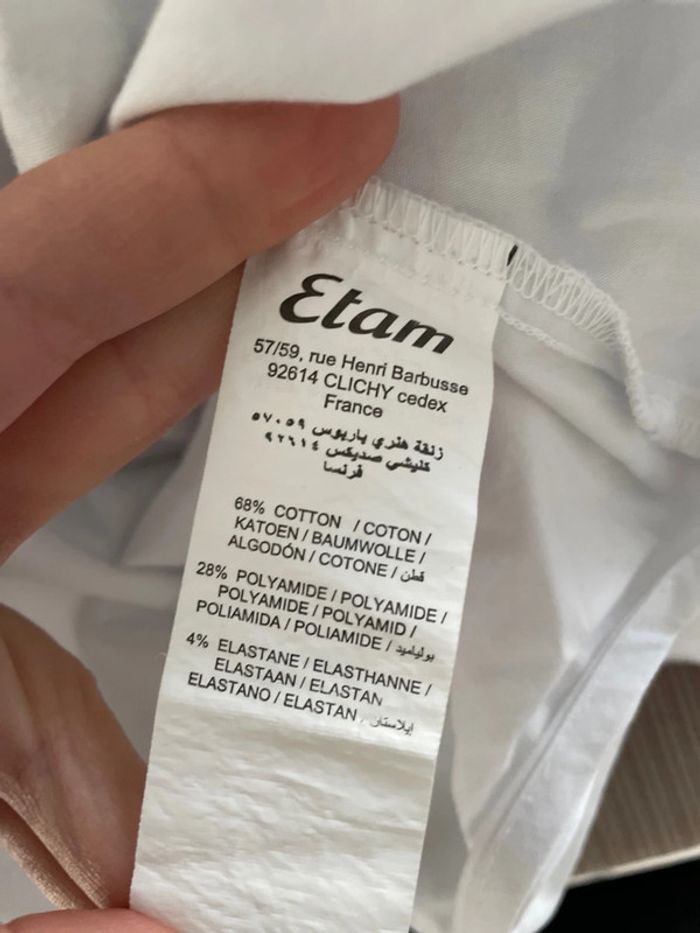 Etam
57/59, rue Henri Barbusse
92614 CLICHY cedex
France
زنقة هنري باربوس ٥٧،٥٩
كليشي صديكس ٩٢٦١٤
فرنسا
68% COTTON / COTON /
KATOEN / BAUMWOLLE /
ALGODÓN / COTONE / قطن
28% POLYAMIDE / POLYAMIDE /
POLYAMIDE / POLYAMID /
POLIAMIDA / POLIAMIDE / بوليامید
4% ELASTANE / ELASTHANNE /
ELASTAAN / ELASTAN
ELASTANO / ELASTAN / إيلاستان